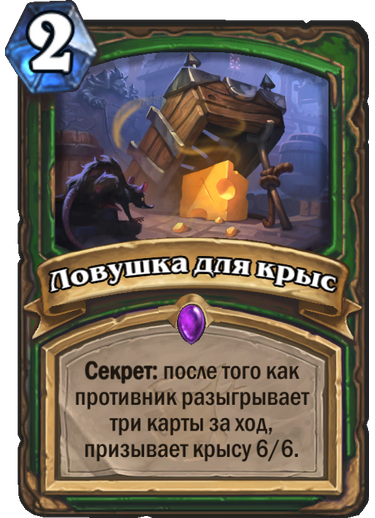 2
Ловушка для крыс
Секрет: после того как
противник разыгрывает
три карты за ход,
призывает крысу 6/6.